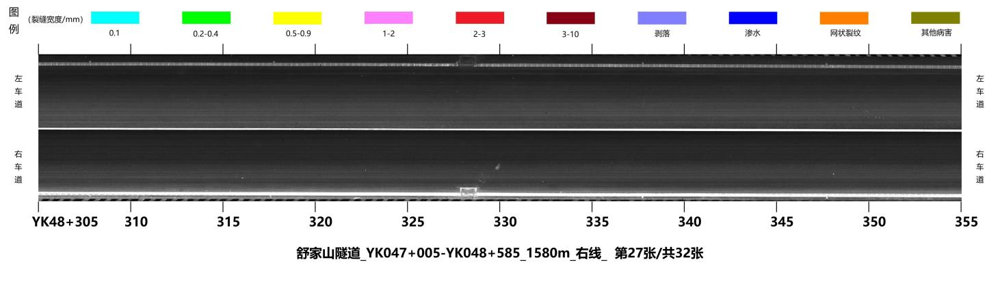 图例 (裂缝宽度/mm)
0.1 0.2-0.4 0.5-0.9 1-2 2-3 3-10 剥落 渗水 网状裂纹 其他病害
左车道 左车道
右车道 右车道
YK48+305 310 315 320 325 330 335 340 345 350 355
舒家山隧道_YK047+005-YK048+585_1580m_右线_ 第27张/共32张